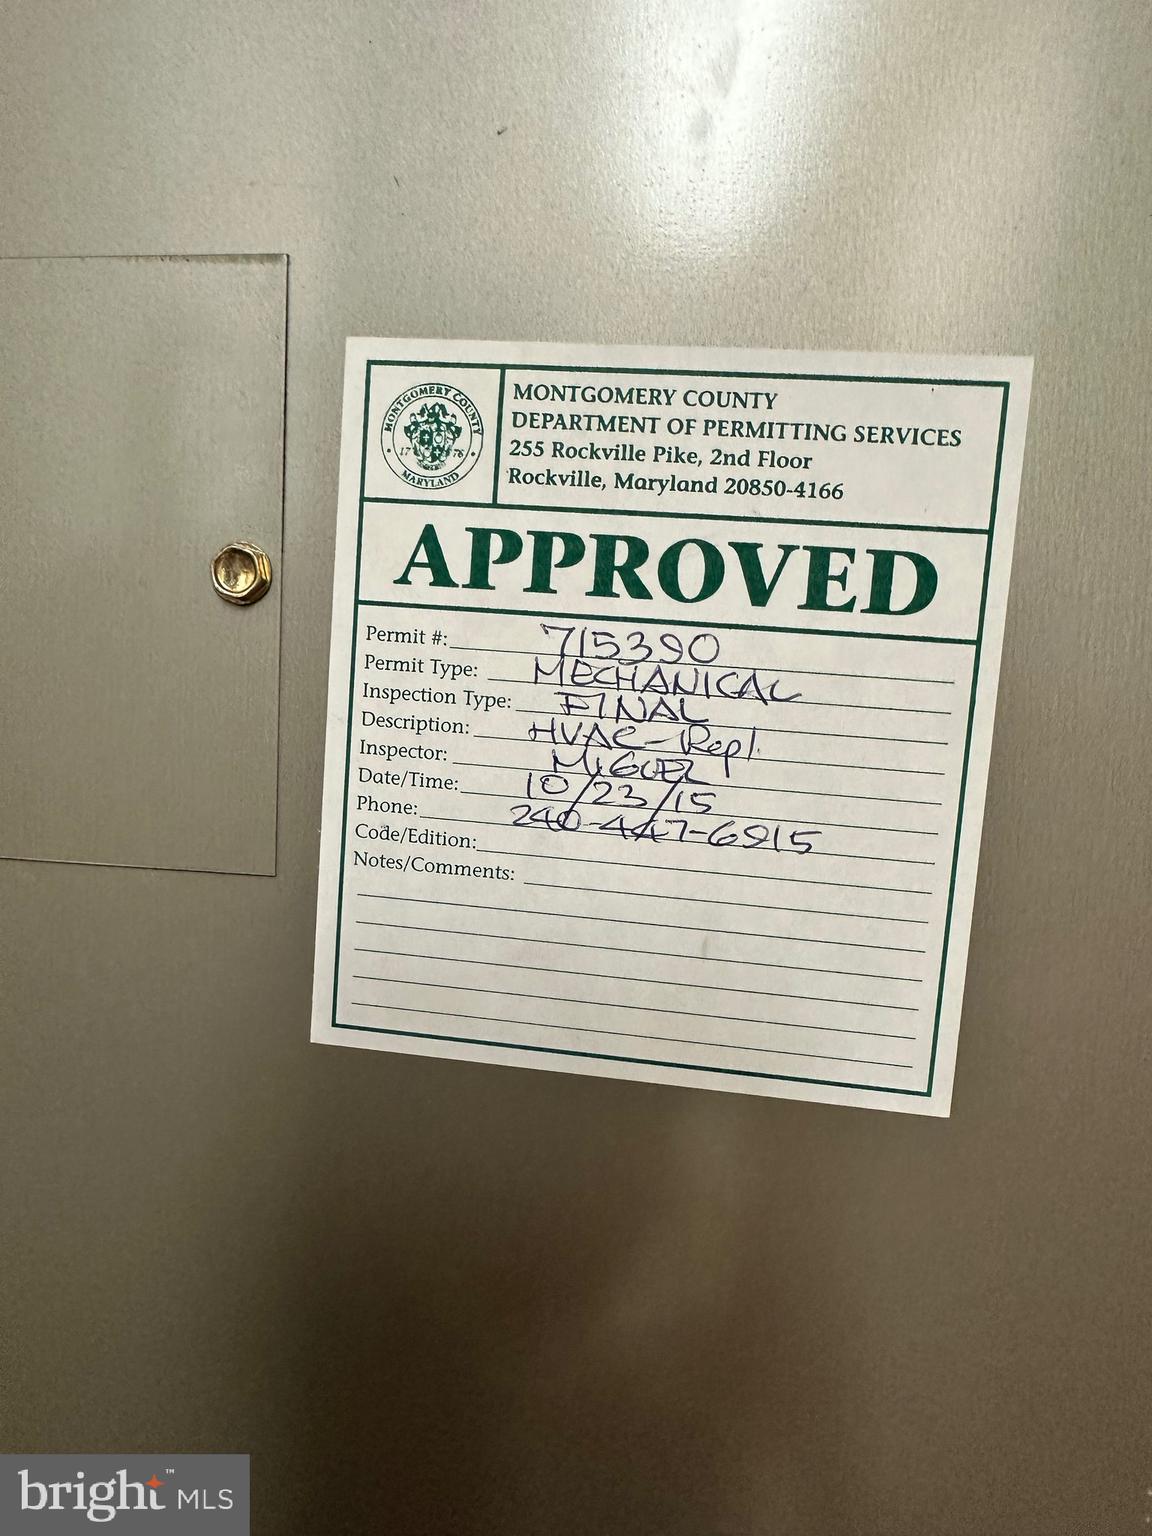 MONTGOMERY COUNTY
1776
MARYLAND
MONTGOMERY COUNTY
DEPARTMENT OF PERMITTING SERVICES
255 Rockville Pike, 2nd Floor
Rockville, Maryland 20850-4166
APPROVED
Permit #: 715390
Permit Type: MECHANICAL
Inspection Type: FINAL
Description: HVAC-Repl.
Inspector: MIGUEL
Date/Time: 10/23/15
Phone: 240-447-6915
Code/Edition:
Notes/Comments:
bright™ MLS